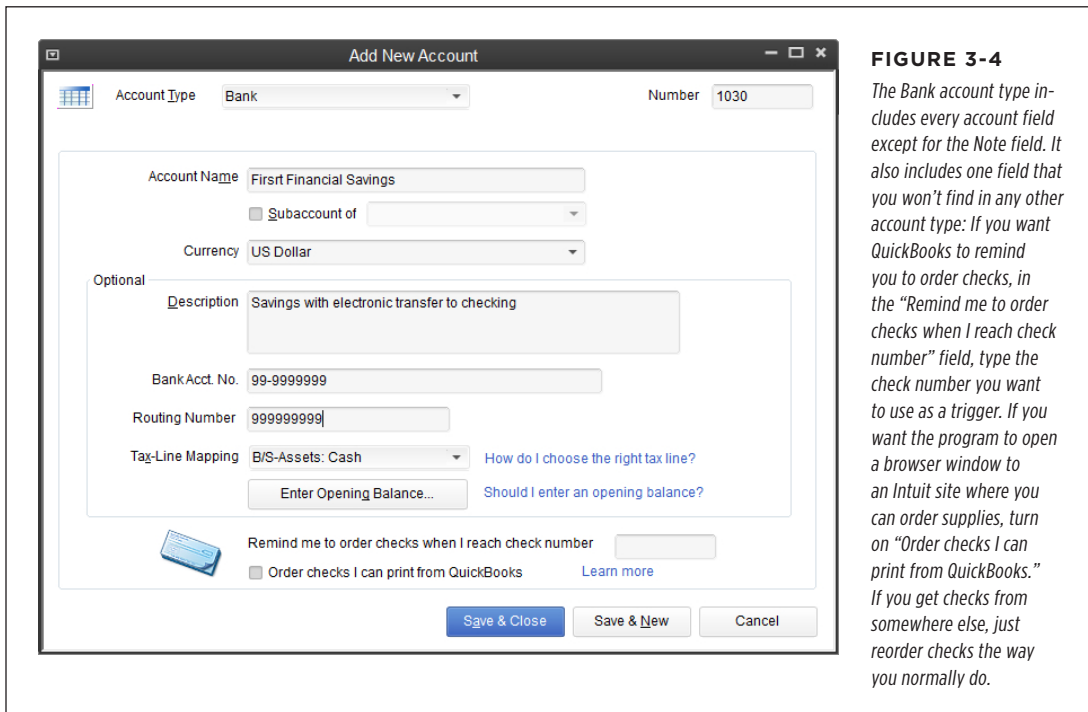 Add New Account
Account Type Bank Number 1030
Account Name Firsrt Financial Savings
Subaccount of
Currency US Dollar
Optional
Description Savings with electronic transfer to checking
Bank Acct. No. 99-9999999
Routing Number 999999999
Tax-Line Mapping B/S-Assets: Cash How do I choose the right tax line?
Enter Opening Balance... Should I enter an opening balance?
Remind me to order checks when I reach check number
Order checks I can print from QuickBooks Learn more
Save & Close Save & New Cancel
FIGURE 3-4
The Bank account type in-
cludes every account field
except for the Note field. It
also includes one field that
you won't find in any other
account type: If you want
QuickBooks to remind
you to order checks, in
the “Remind me to order
checks when I reach check
number” field, type the
check number you want
to use as a trigger. If you
want the program to open
a browser window to
an Intuit site where you
can order supplies, turn
on “Order checks I can
print from QuickBooks.”
If you get checks from
somewhere else, just
reorder checks the way
you normally do.